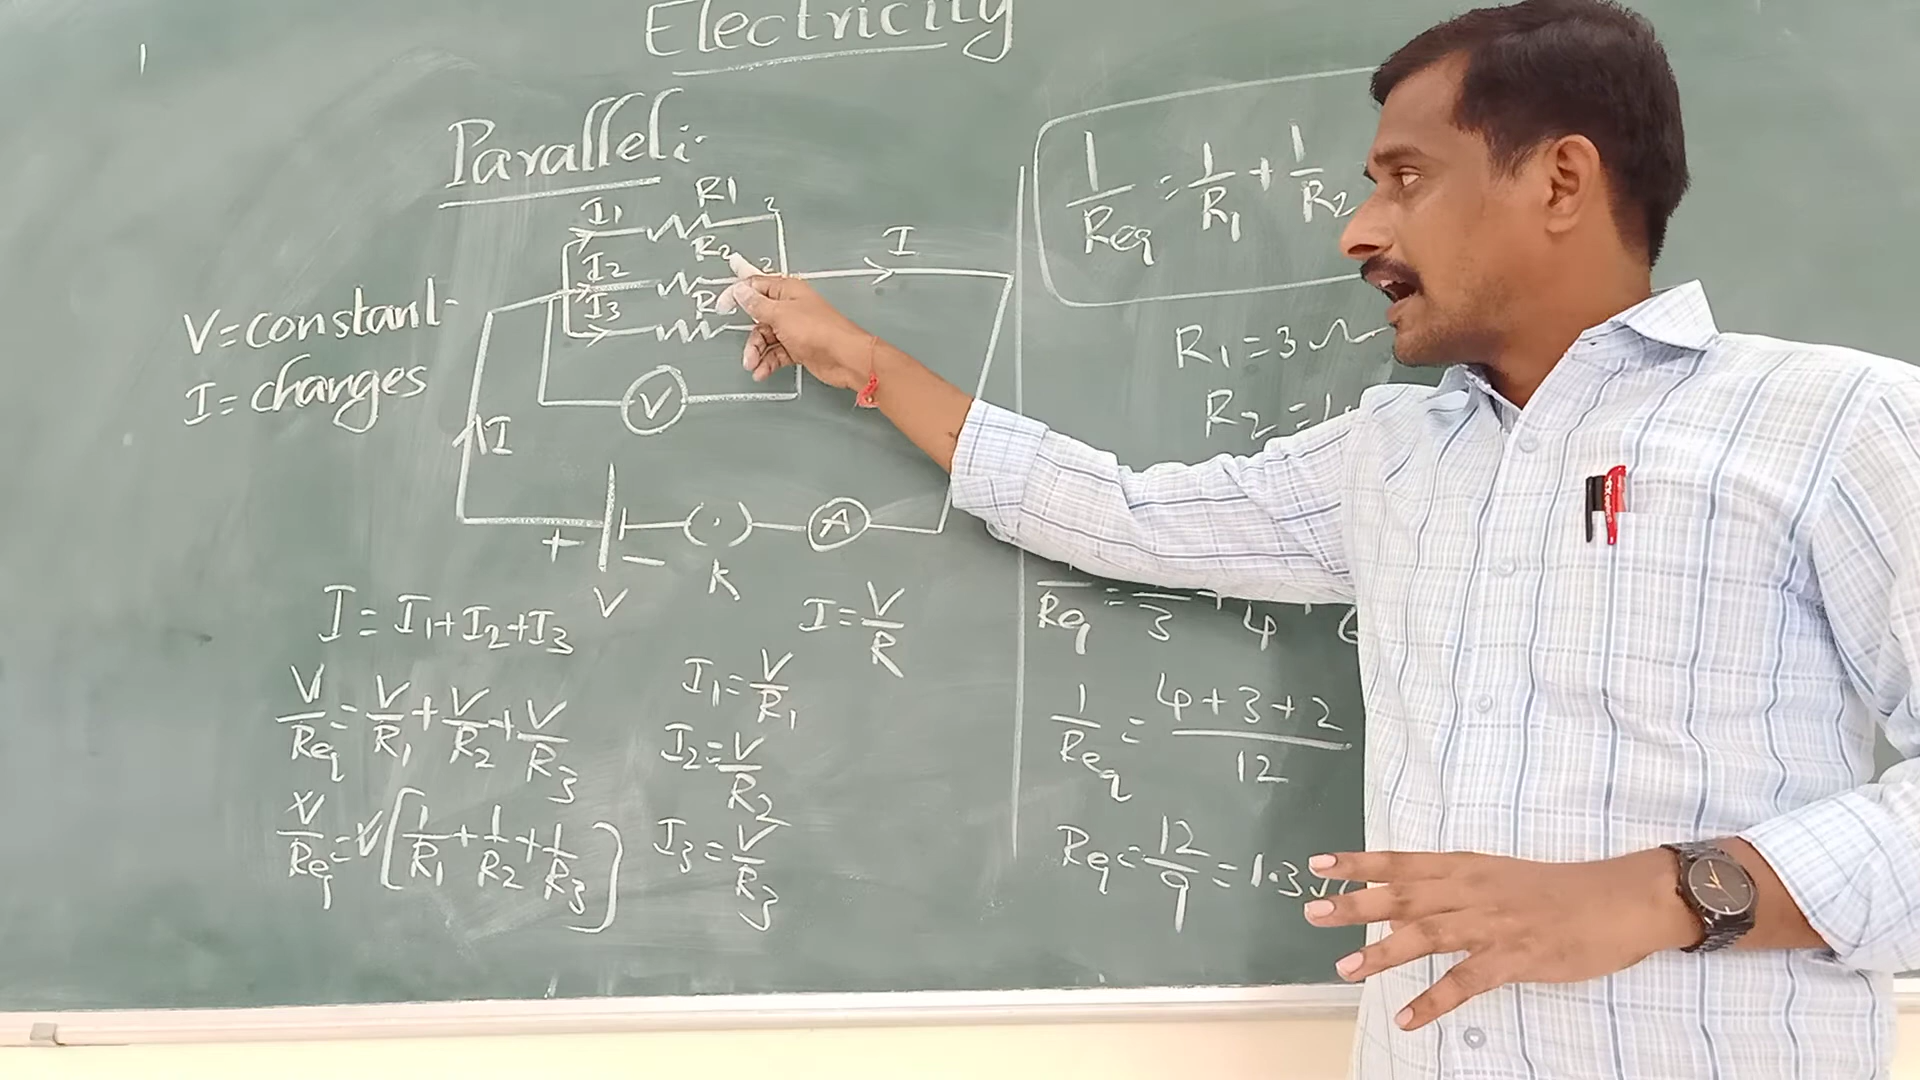 Electricity
Parallel:
R1
I1
R2
I2
I3
I
V=constant
I=changes
V
I
+
-
K
A
V
I=I1+I2+I3
I=V/R
V/Req=V/R1+V/R2+V/R3
I1=V/R1
I2=V/R2
V/Req=V(1/R1+1/R2+1/R3)
I3=V/R3
1/Req=1/R1+1/R2
R1=3Ω
R2=
1/Req=4+3+2/12
Req=12/9=1.3